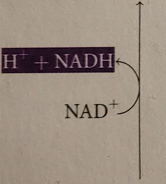 H⁺ + NADH
NAD⁺